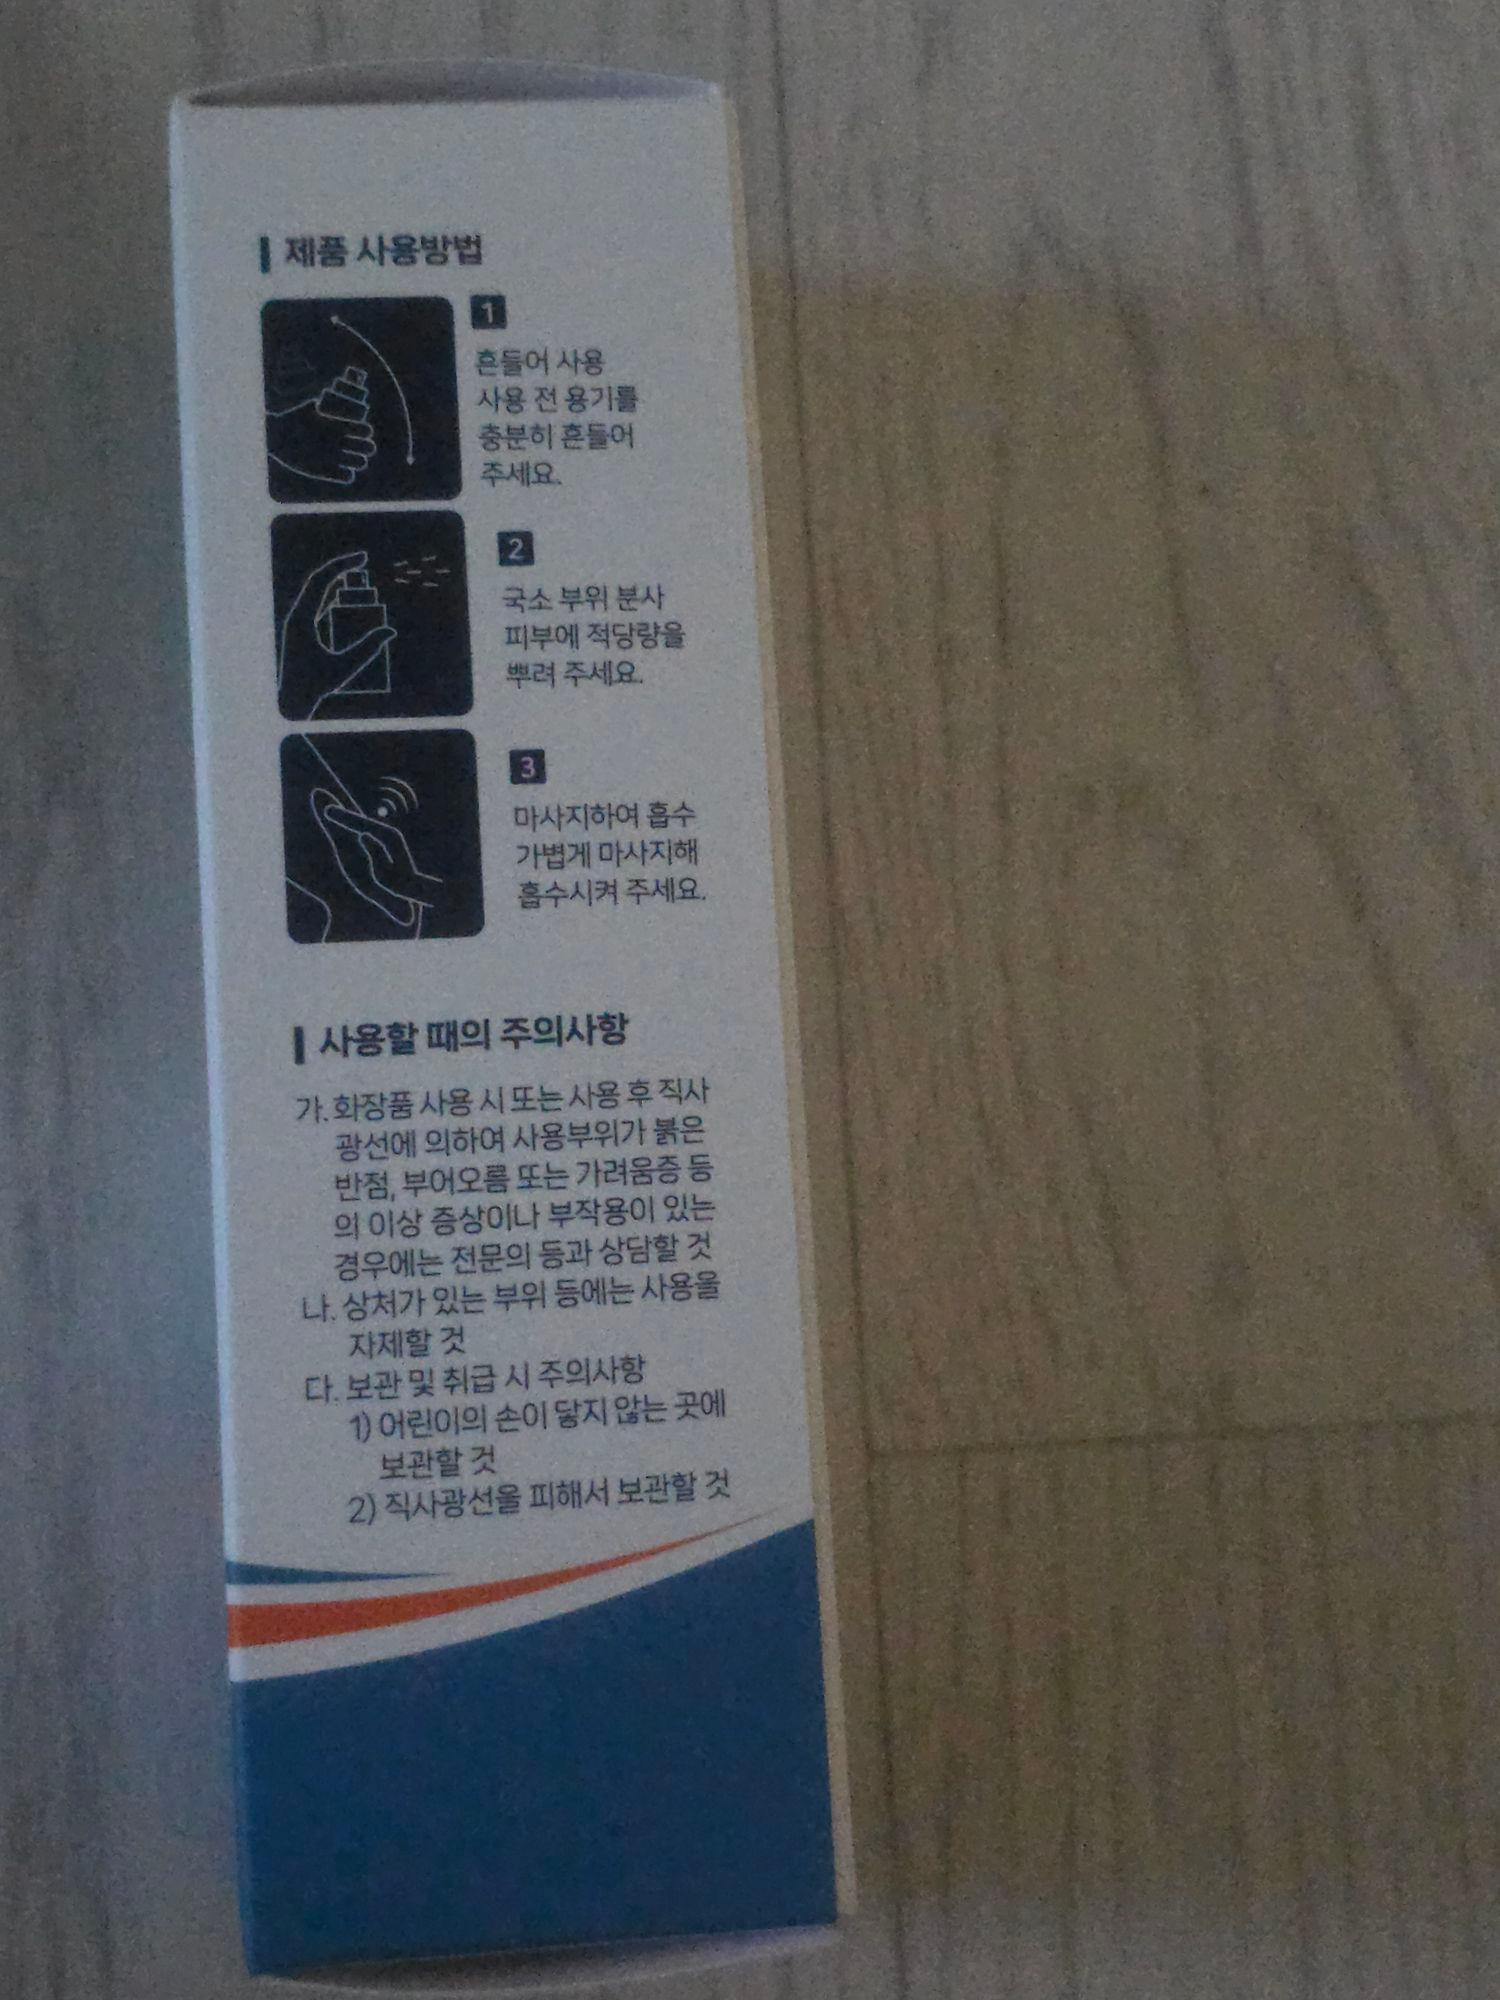 제품 사용방법
1
흔들어 사용
사용 전 용기를
충분히 흔들어
주세요.
2
국소 부위 분사
피부에 적당량을
뿌려 주세요.
3
마사지하여 흡수
가볍게 마사지해
흡수시켜 주세요.
사용할 때의 주의사항
가. 화장품 사용 시 또는 사용 후 직사
광선에 의하여 사용부위가 붉은
반점, 부어오름 또는 가려움증 등
의 이상 증상이나 부작용이 있는
경우에는 전문의 등과 상담할 것
나. 상처가 있는 부위 등에는 사용을
자제할 것
다. 보관 및 취급 시 주의사항
1) 어린이의 손이 닿지 않는 곳에
보관할 것
2) 직사광선을 피해서 보관할 것